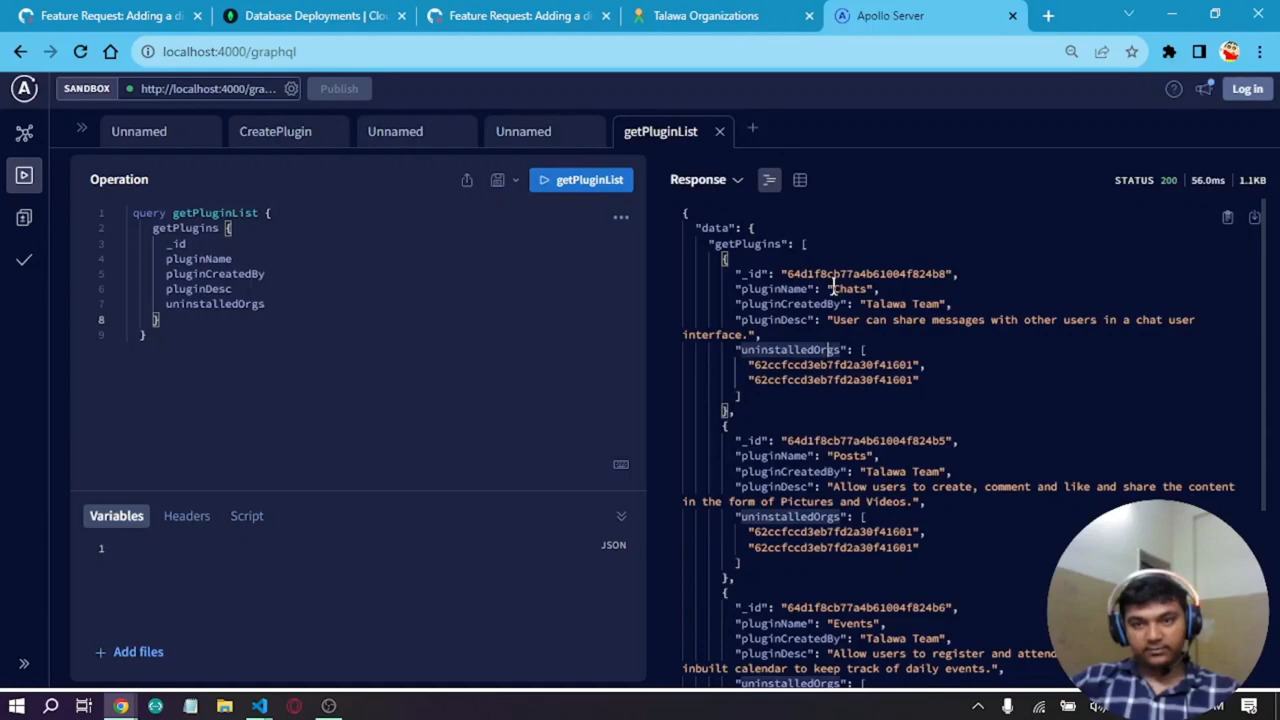 Feature Request: Adding a di
Database Deployments | Clou
Feature Request: Adding a di
Talawa Organizations
Apollo Server
localhost:4000/graphql
SANDBOX
http://localhost:4000/gra...
Publish
Log in
Unnamed
CreatePlugin
Unnamed
Unnamed
getPluginList
Operation
getPluginList
Response
STATUS 200
56.0ms
1.1KB
1 query getPluginList {
2 getPlugins {
3 _id
4 pluginName
5 pluginCreatedBy
6 pluginDesc
7 uninstalledOrgs
8 }
9 }
Variables
Headers
Script
JSON
1
Add files
{
"data": {
"getPlugins": [
{
"_id": "64d1f8cb77a4b61004f824b8",
"pluginName": "Chats",
"pluginCreatedBy": "Talawa Team",
"pluginDesc": "User can share messages with other users in a chat user
interface.",
"uninstalledOrgs": [
"62ccfccd3eb7fd2a30f41601",
"62ccfccd3eb7fd2a30f41601"
]
},
{
"_id": "64d1f8cb77a4b61004f824b5",
"pluginName": "Posts",
"pluginCreatedBy": "Talawa Team",
"pluginDesc": "Allow users to create, comment and like and share the content
in the form of Pictures and Videos.",
"uninstalledOrgs": [
"62ccfccd3eb7fd2a30f41601",
"62ccfccd3eb7fd2a30f41601"
]
},
{
"_id": "64d1f8cb77a4b61004f824b6",
"pluginName": "Events",
"pluginCreatedBy": "Talawa Team",
"pluginDesc": "Allow users to register and attend
inbuilt calendar to keep track of daily events.",
"uninstalledOrgs": [